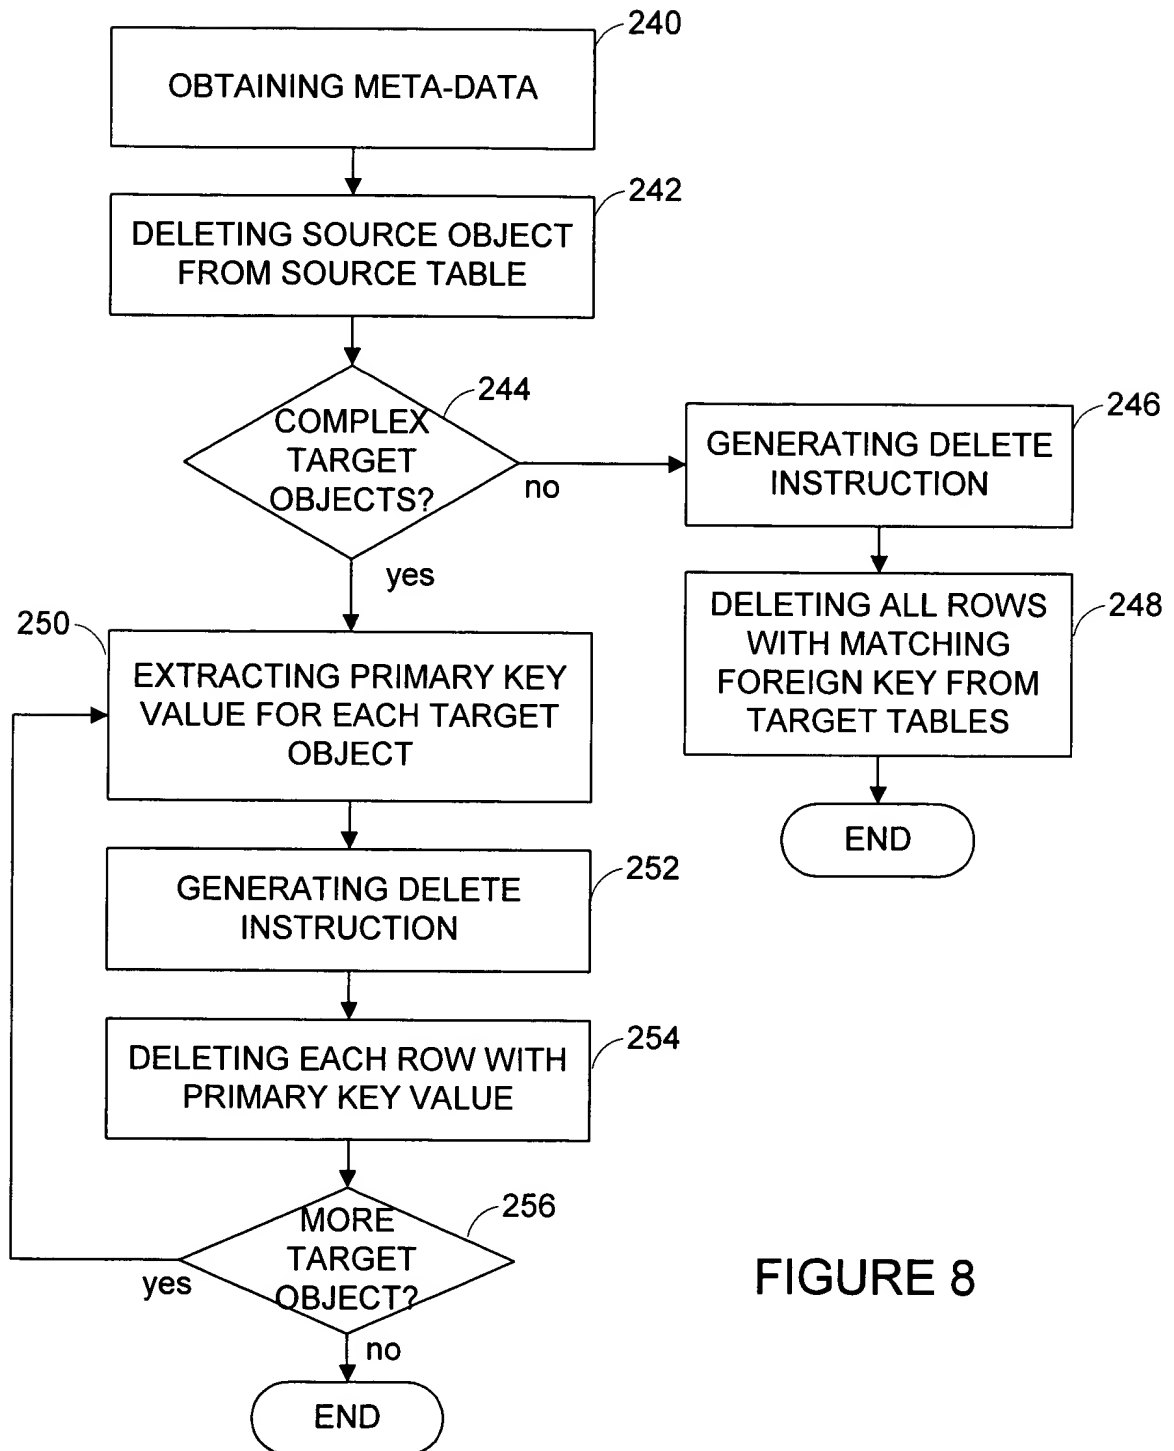 240
OBTAINING META-DATA
242
DELETING SOURCE OBJECT
FROM SOURCE TABLE
244
COMPLEX
TARGET
OBJECTS?
no
yes
246
GENERATING DELETE
INSTRUCTION
248
DELETING ALL ROWS
WITH MATCHING
FOREIGN KEY FROM
TARGET TABLES
END
250
EXTRACTING PRIMARY KEY
VALUE FOR EACH TARGET
OBJECT
252
GENERATING DELETE
INSTRUCTION
254
DELETING EACH ROW WITH
PRIMARY KEY VALUE
256
MORE
TARGET
OBJECT?
yes
no
END
FIGURE 8